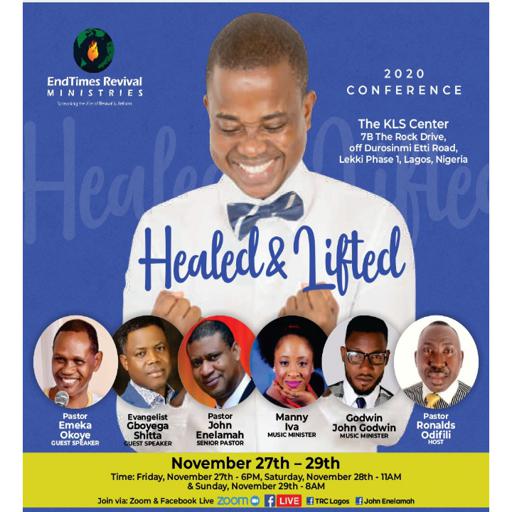 EndTimes Revival
MINISTRIES
2020
CONFERENCE
The KLS Center
7B The Rock Drive,
off Durosinmi Etti Road,
Lekki Phase 1, Lagos, Nigeria
Healed & Lifted
Healed & Lifted
Pastor
Emeka
Okoye
GUEST SPEAKER
Evangelist
Gboyega
Shitta
GUEST SPEAKER
Pastor
John
Enelamah
SENIOR PASTOR
Manny
Iva
MUSIC MINISTER
Godwin
John Godwin
MUSIC MINISTER
Pastor
Ronalds
Odifili
HOST
November 27th – 29th
Time: Friday, November 27th - 6PM, Saturday, November 28th - 11AM
& Sunday, November 29th - 8AM
Join via: Zoom & Facebook Live zoom f LIVE f TRC Lagos f John Enelamah